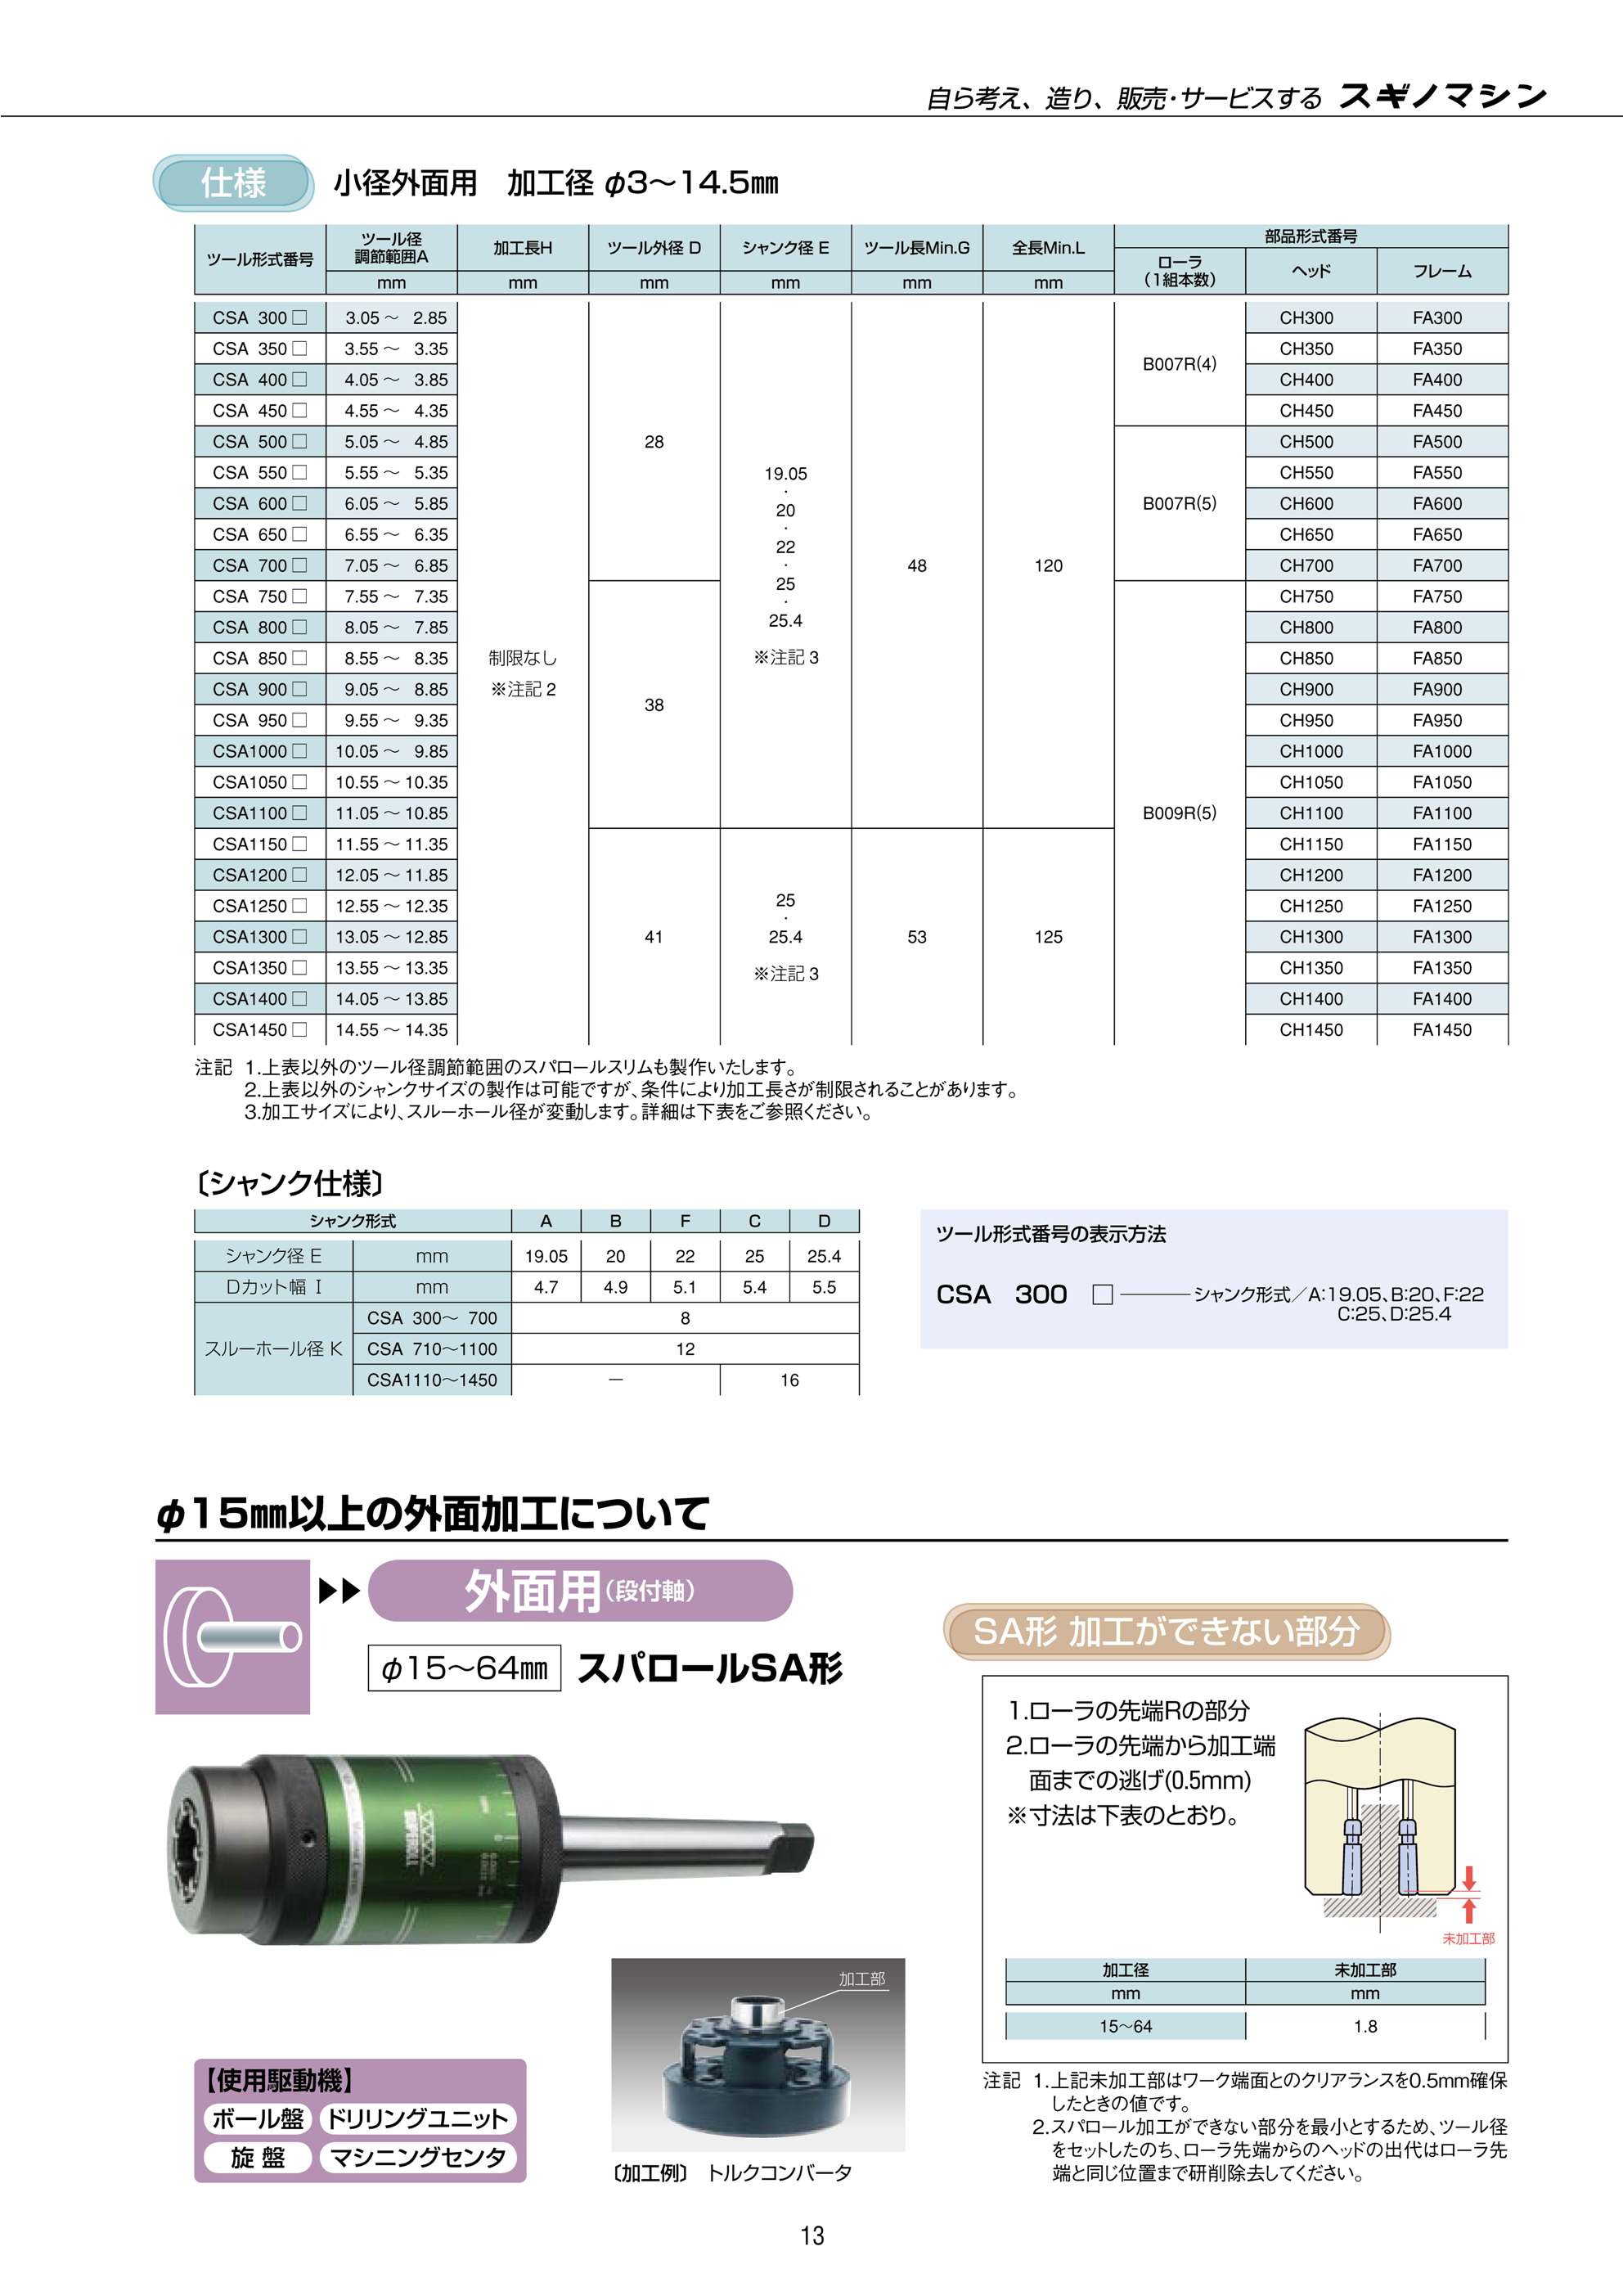 自ら考え、造り、販売・サービスする スギノマシン
仕様 小径外面用 加工径 φ3〜14.5㎜
ツール形式番号 ツール径調節範囲A 加工長H ツール外径 D シャンク径 E ツール長Min.G 全長Min.L 部品形式番号
ローラ(1組本数) ヘッド フレーム
mm mm mm mm mm mm
CSA 300□ 3.05〜 2.85 CH300 FA300
CSA 350□ 3.55〜 3.35 CH350 FA350
B007R(4)
CSA 400□ 4.05〜 3.85 CH400 FA400
CSA 450□ 4.55〜 4.35 CH450 FA450
CSA 500□ 5.05〜 4.85 28 CH500 FA500
CSA 550□ 5.55〜 5.35 19.05 CH550 FA550
・
CSA 600□ 6.05〜 5.85 20 B007R(5) CH600 FA600
・
CSA 650□ 6.55〜 6.35 22 CH650 FA650
・
CSA 700□ 7.05〜 6.85 48 120 CH700 FA700
25
CSA 750□ 7.55〜 7.35 ・ CH750 FA750
CSA 800□ 8.05〜 7.85 25.4 CH800 FA800
CSA 850□ 8.55〜 8.35 制限なし ※注記3 CH850 FA850
CSA 900□ 9.05〜 8.85 ※注記2 CH900 FA900
38
CSA 950□ 9.55〜 9.35 CH950 FA950
CSA1000□ 10.05〜 9.85 CH1000 FA1000
CSA1050□ 10.55〜10.35 CH1050 FA1050
CSA1100□ 11.05〜10.85 B009R(5) CH1100 FA1100
CSA1150□ 11.55〜11.35 CH1150 FA1150
CSA1200□ 12.05〜11.85 CH1200 FA1200
CSA1250□ 12.55〜12.35 25 CH1250 FA1250
・
CSA1300□ 13.05〜12.85 41 25.4 53 125 CH1300 FA1300
CSA1350□ 13.55〜13.35 ※注記3 CH1350 FA1350
CSA1400□ 14.05〜13.85 CH1400 FA1400
CSA1450□ 14.55〜14.35 CH1450 FA1450
注記 1.上表以外のツール径調節範囲のスパロールスリムも製作いたします。
2.上表以外のシャンクサイズの製作は可能ですが、条件により加工長さが制限されることがあります。
3.加工サイズにより、スルーホール径が変動します。詳細は下表をご参照ください。
〔シャンク仕様〕
シャンク形式 A B F C D
シャンク径 E mm 19.05 20 22 25 25.4
Dカット幅 I mm 4.7 4.9 5.1 5.4 5.5
スルーホール径 K
CSA 300〜 700 8
CSA 710〜1100 12
CSA1110〜1450 — 16
ツール形式番号の表示方法
CSA 300 □ シャンク形式／A:19.05、B:20、F:22
C:25、D:25.4
φ15㎜以上の外面加工について
外面用(段付軸)
φ15〜64㎜ スパロールSA形
SUPEROLL
加工部
〔加工例〕 トルクコンバータ
【使用駆動機】
ボール盤 ドリリングユニット
旋盤 マシニングセンタ
SA形 加工ができない部分
1.ローラの先端Rの部分
2.ローラの先端から加工端
面までの逃げ(0.5mm)
※寸法は下表のとおり。
未加工部
加工径 未加工部
mm mm
15〜64 1.8
注記 1.上記未加工部はワーク端面とのクリアランスを0.5mm確保
したときの値です。
2.スパロール加工ができない部分を最小とするため、ツール径
をセットしたのち、ローラ先端からのヘッドの出代はローラ先
端と同じ位置まで研削除去してください。
13